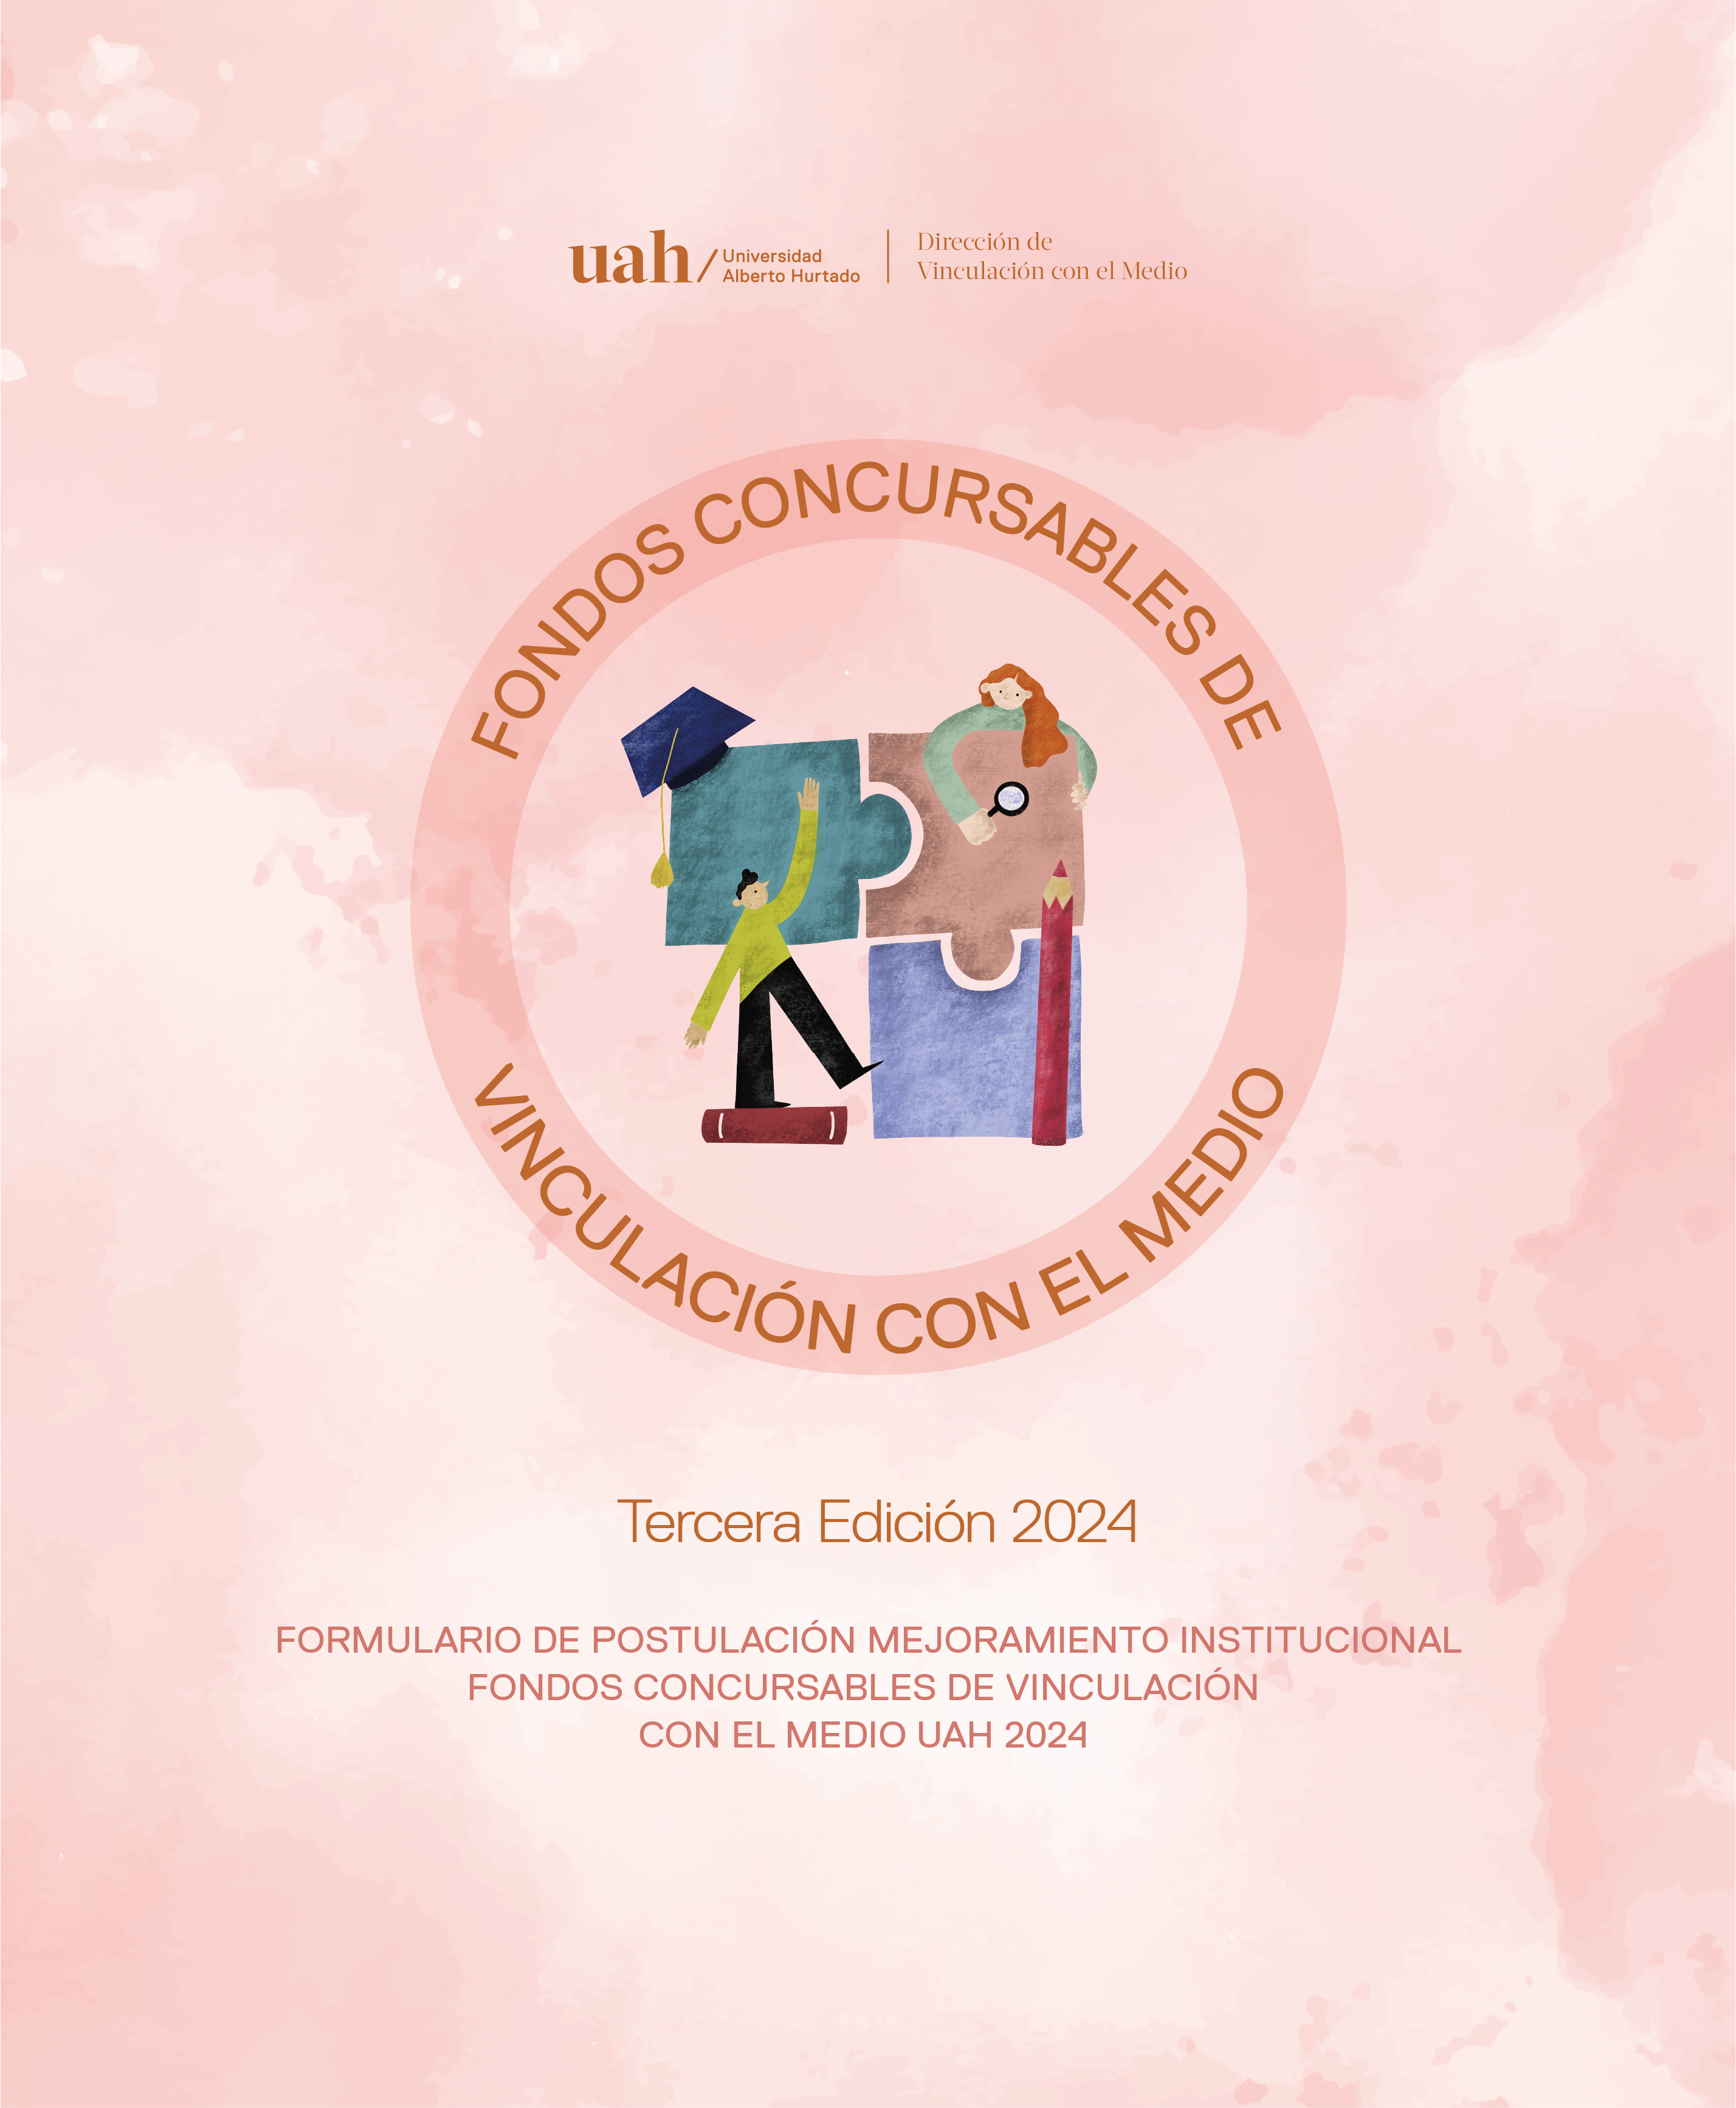 uah/Universidad
Alberto Hurtado
Dirección de
Vinculación con el Medio
FONDOS CONCURSABLES DE
VINCULACIÓN CON EL MEDIO
Tercera Edición 2024
FORMULARIO DE POSTULACIÓN MEJORAMIENTO INSTITUCIONAL
FONDOS CONCURSABLES DE VINCULACIÓN
CON EL MEDIO UAH 2024